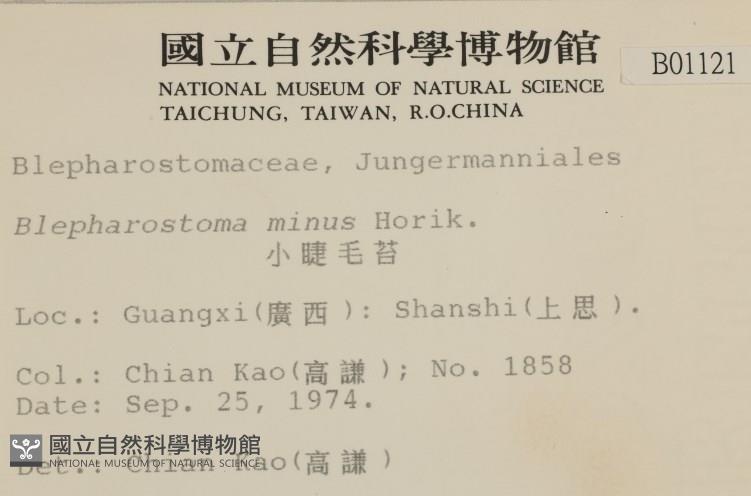 國立自然科學博物館
B01121
NATIONAL MUSEUM OF NATURAL SCIENCE
TAICHUNG, TAIWAN, R.O.CHINA
Blepharostomaceae, Jungermanniales
Blepharostoma minus Horik.
小睫毛苔
Loc.: Guangxi(廣西): Shanshi(上思).
Col.: Chian Kao(高謙); No. 1858
Date: Sep. 25, 1974.
Det.: Chian Kao(高謙)
國立自然科學博物館
NATIONAL MUSEUM OF NATURAL SCIENCE